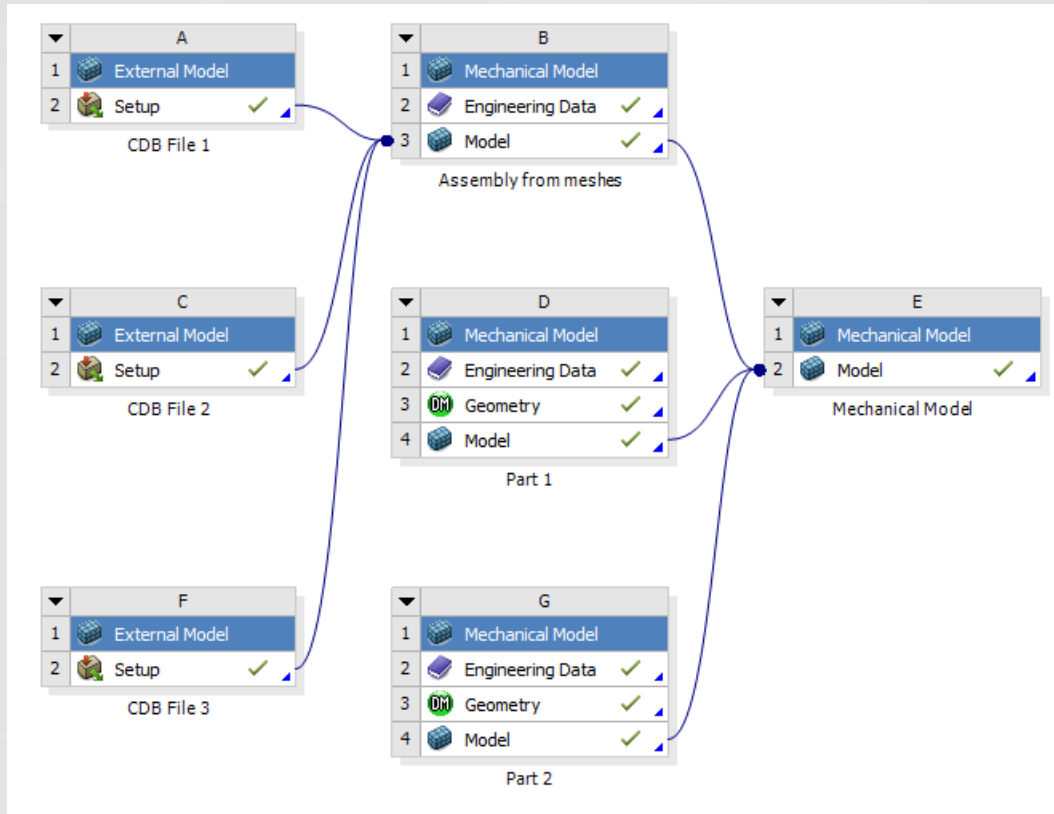 A
1 External Model
2 Setup
CDB File 1
B
1 Mechanical Model
2 Engineering Data
3 Model
Assembly from meshes
C
1 External Model
2 Setup
CDB File 2
D
1 Mechanical Model
2 Engineering Data
3 DM Geometry
4 Model
Part 1
E
1 Mechanical Model
2 Model
Mechanical Model
F
1 External Model
2 Setup
CDB File 3
G
1 Mechanical Model
2 Engineering Data
3 DM Geometry
4 Model
Part 2